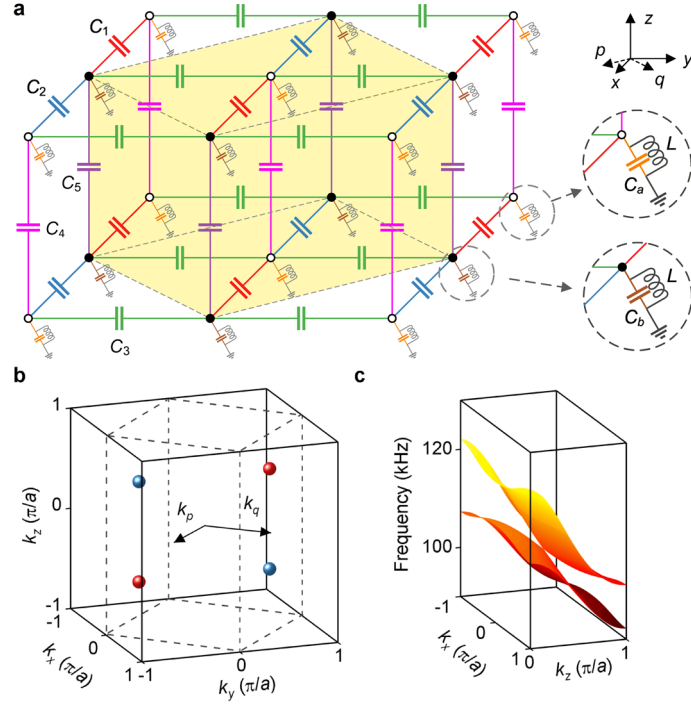 a
C1
C2
C5
C4
C3
z
p
y
x
q
L
Ca
L
Cb
b
1
0
-1
-1
0
1
-1
0
1
kz (π/a)
kx (π/a)
ky (π/a)
kp
kq
c
Frequency (kHz)
120
100
-1
0
1
0
1
kx (π/a)
kz (π/a)